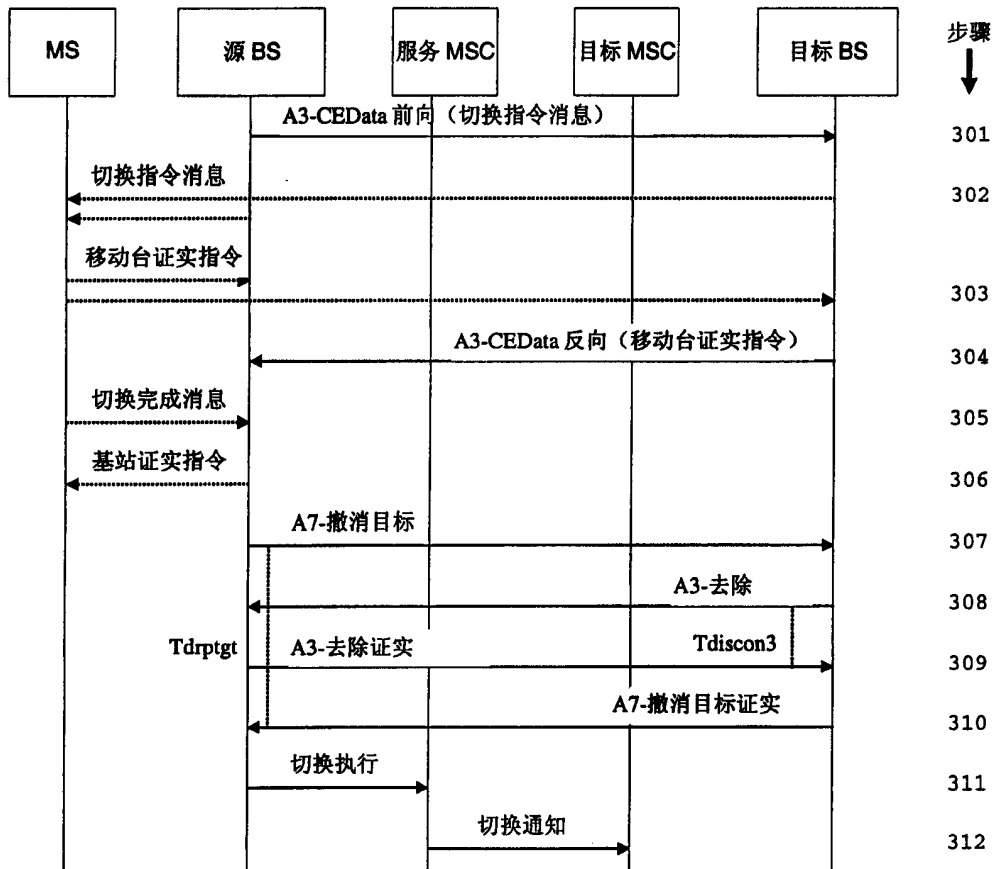 MS
源 BS
服务 MSC
目标 MSC
目标 BS
步骤
A3-CEData 前向（切换指令消息）
301
切换指令消息
302
移动台证实指令
303
A3-CEData 反向（移动台证实指令）
304
切换完成消息
305
基站证实指令
306
A7-撤消目标
307
A3-去除
308
Tdrptgt
A3-去除证实
Tdiscon3
309
A7-撤消目标证实
310
切换执行
311
切换通知
312